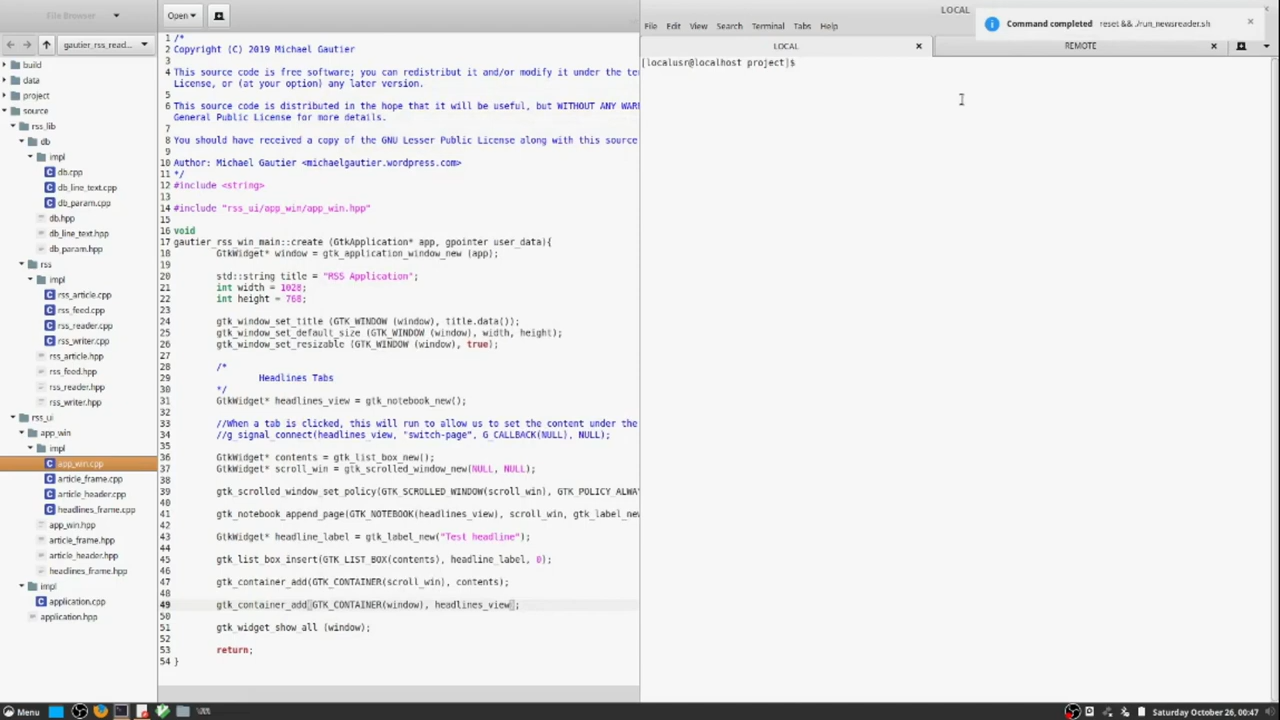 File Browser
gautier_rss_read...
build
data
project
source
rss_lib
db
impl
db.cpp
db_line_text.cpp
db_param.cpp
db.hpp
db_line_text.hpp
db_param.hpp
rss
impl
rss_article.cpp
rss_feed.cpp
rss_reader.cpp
rss_writer.cpp
rss_article.hpp
rss_feed.hpp
rss_reader.hpp
rss_writer.hpp
rss_ui
app_win
impl
app_win.cpp
article_frame.cpp
article_header.cpp
headlines_frame.cpp
app_win.hpp
article_frame.hpp
article_header.hpp
headlines_frame.hpp
impl
application.cpp
application.hpp
Open
1 /*
2 Copyright (C) 2019 Michael Gautier
3
4 This source code is free software; you can redistribut it and/or modify it under the te
5 License, or (at your option) any later version.
6 This source code is distributed in the hope that it will be useful, but WITHOUT ANY WAR
7 General Public License for more details.
8 You should have received a copy of the GNU Lesser Public License along with this source
9
10 Author: Michael Gautier <michaelgautier.wordpress.com>
11 */
12 #include <string>
13
14 #include "rss_ui/app_win/app_win.hpp"
15
16 void
17 gautier_rss_win_main::create (GtkApplication* app, gpointer user_data){
18 GtkWidget* window = gtk_application_window_new (app);
19
20 std::string title = "RSS Application";
21 int width = 1028;
22 int height = 768;
23
24 gtk_window_set_title (GTK_WINDOW (window), title.data());
25 gtk_window_set_default_size (GTK_WINDOW (window), width, height);
26 gtk_window_set_resizable (GTK_WINDOW (window), true);
27
28 /*
29 Headlines Tabs
30 */
31 GtkWidget* headlines_view = gtk_notebook_new();
32
33 //When a tab is clicked, this will run to allow us to set the content under the
34 //g_signal_connect(headlines_view, "switch-page", G_CALLBACK(NULL), NULL);
35
36 GtkWidget* contents = gtk_list_box_new();
37 GtkWidget* scroll_win = gtk_scrolled_window_new(NULL, NULL);
38
39 gtk_scrolled_window_set_policy(GTK_SCROLLED_WINDOW(scroll_win), GTK_POLICY_ALWA
40
41 gtk_notebook_append_page(GTK_NOTEBOOK(headlines_view), scroll_win, gtk_label_new
42
43 GtkWidget* headline_label = gtk_label_new("Test headline");
44
45 gtk_list_box_insert(GTK_LIST_BOX(contents), headline_label, 0);
46
47 gtk_container_add(GTK_CONTAINER(scroll_win), contents);
48
49 gtk_container_add(GTK_CONTAINER(window), headlines_view);
50
51 gtk_widget_show_all (window);
52
53 return;
54 }
LOCAL
Command completed reset && ./run_newsreader.sh
File Edit View Search Terminal Tabs Help
LOCAL REMOTE
[localusr@localhost project]$
Menu
Saturday October 26, 00:47